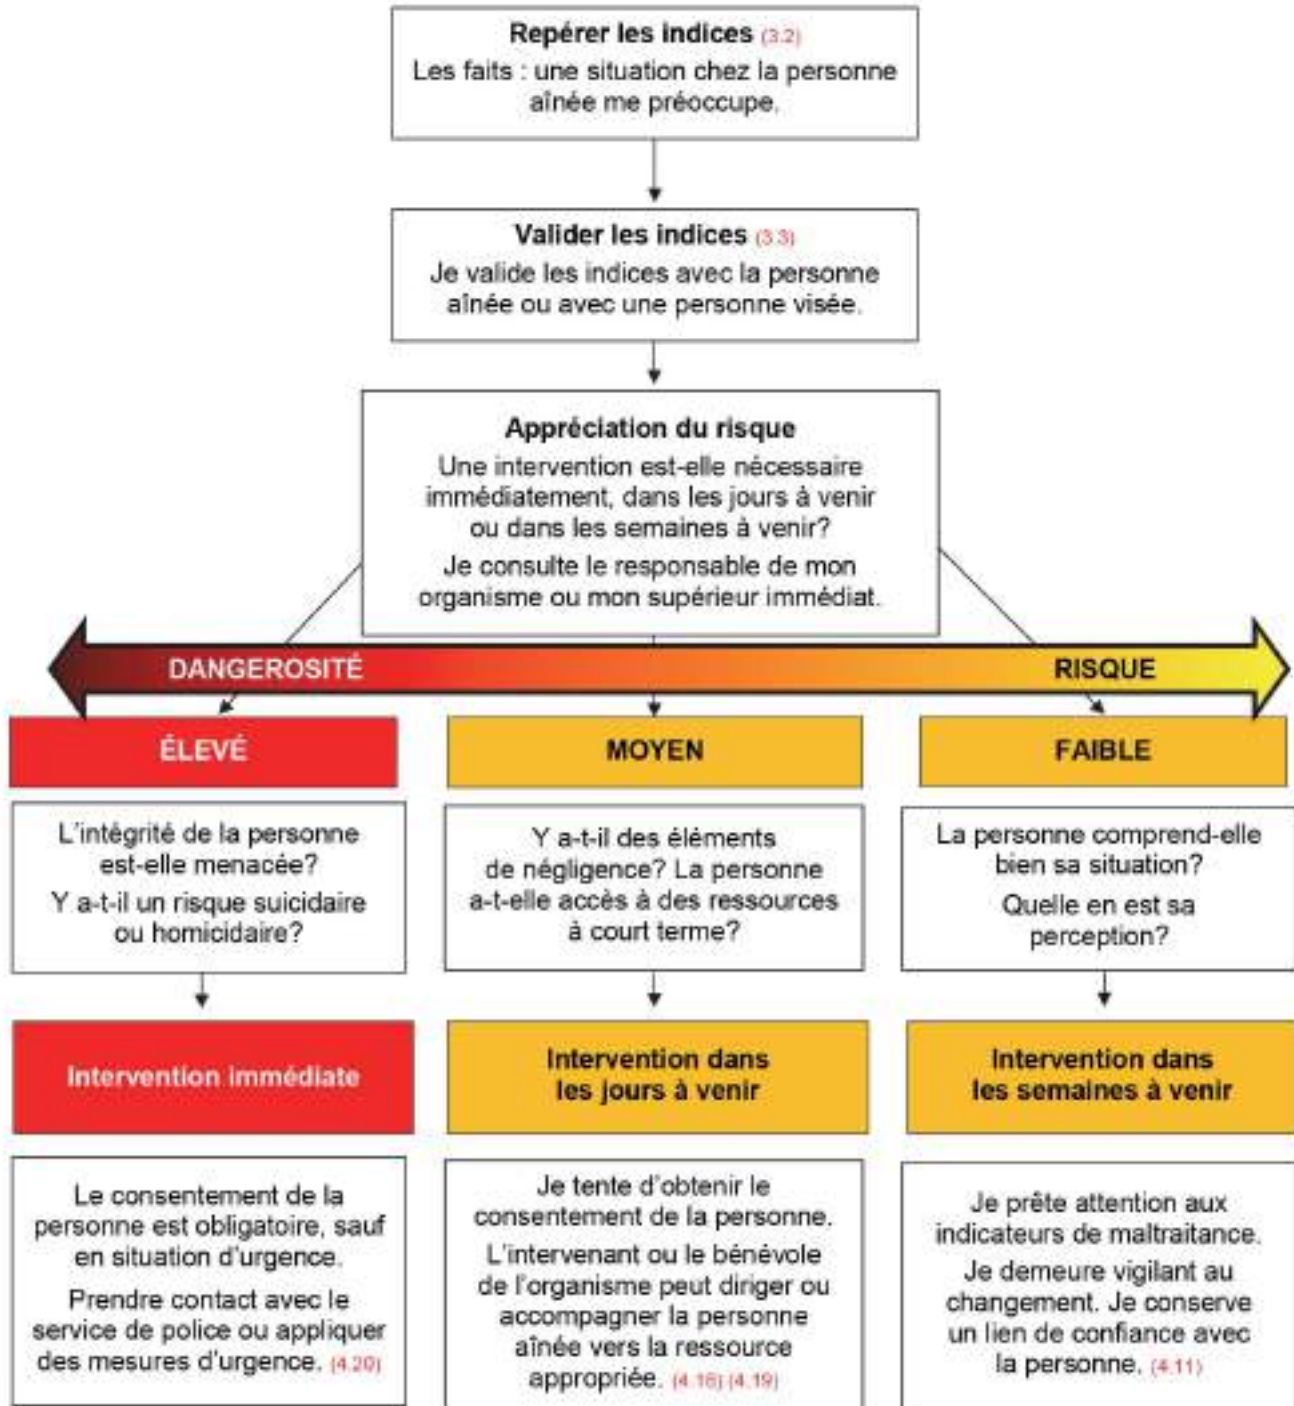 Repérer les indices (3.2)
Les faits : une situation chez la personne
aînée me préoccupe.
Valider les indices (3.3)
Je valide les indices avec la personne
aînée ou avec une personne visée.
Appréciation du risque
Une intervention est-elle nécessaire
immédiatement, dans les jours à venir
ou dans les semaines à venir?
Je consulte le responsable de mon
organisme ou mon supérieur immédiat.
DANGEROSITÉ
RISQUE
ÉLEVÉ
MOYEN
FAIBLE
L'intégrité de la personne
est-elle menacée?
Y a-t-il un risque suicidaire
ou homicidaire?
Y a-t-il des éléments
de négligence? La personne
a-t-elle accès à des ressources
à court terme?
La personne comprend-elle
bien sa situation?
Quelle en est sa
perception?
Intervention immédiate
Intervention dans
les jours à venir
Intervention dans
les semaines à venir
Le consentement de la
personne est obligatoire, sauf
en situation d'urgence.
Prendre contact avec le
service de police ou appliquer
des mesures d'urgence. (4.20)
Je tente d'obtenir le
consentement de la personne.
L'intervenant ou le bénévole
de l'organisme peut diriger ou
accompagner la personne
aînée vers la ressource
appropriée. (4.18) (4.19)
Je prête attention aux
indicateurs de maltraitance.
Je demeure vigilant au
changement. Je conserve
un lien de confiance avec
la personne. (4.11)